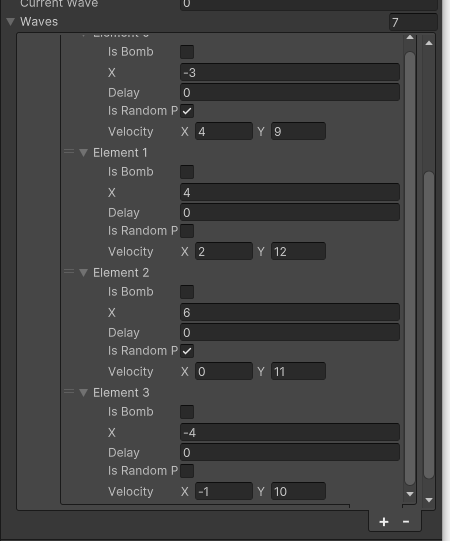 Current Wave 0
Waves 7
Is Bomb
X -3
Delay 0
Is Random P
Velocity X 4 Y 9
Element 1
Is Bomb
X 4
Delay 0
Is Random P
Velocity X 2 Y 12
Element 2
Is Bomb
X 6
Delay 0
Is Random P
Velocity X 0 Y 11
Element 3
Is Bomb
X -4
Delay 0
Is Random P
Velocity X -1 Y 10
+ -